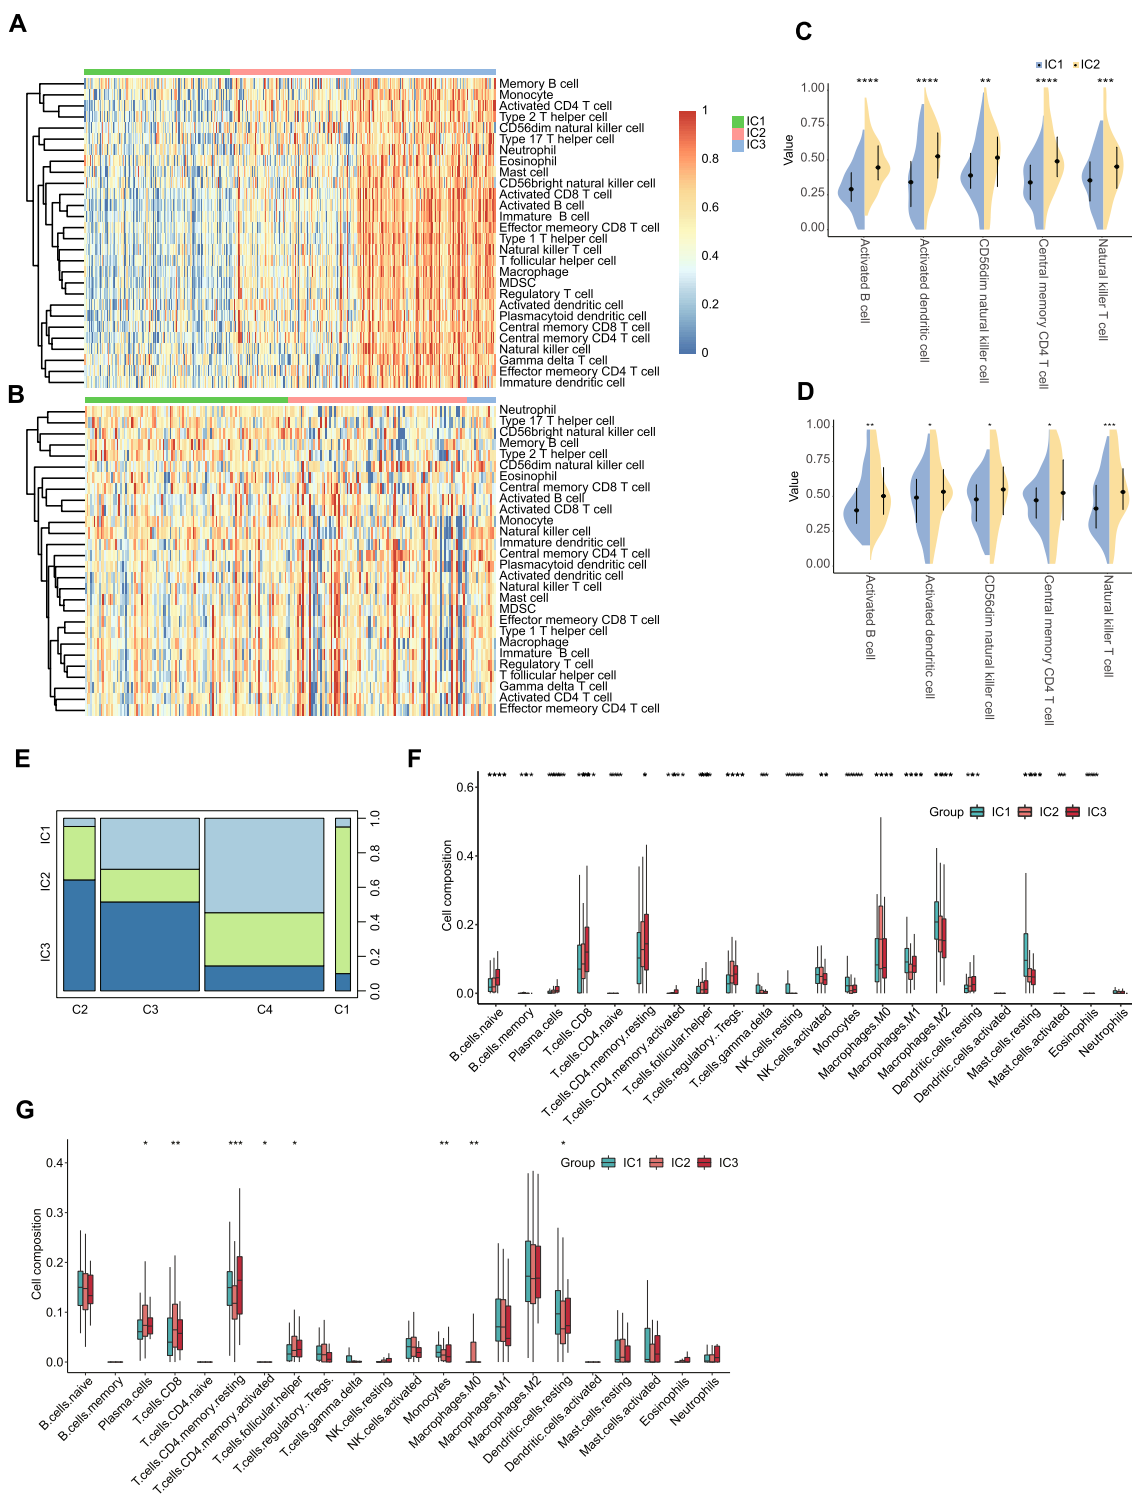 A
Memory B cell
Monocyte
Activated CD4 T cell
Type 2 T helper cell
CD56dim natural killer cell
Type 17 T helper cell
Neutrophil
Eosinophil
Mast cell
CD56bright natural killer cell
Activated CD8 T cell
Activated B cell
Immature B cell
Effector memeory CD8 T cell
Type 1 T helper cell
Natural killer T cell
T follicular helper cell
Macrophage
MDSC
Regulatory T cell
Activated dendritic cell
Plasmacytoid dendritic cell
Central memory CD8 T cell
Central memory CD4 T cell
Natural killer cell
Gamma delta T cell
Effector memeory CD4 T cell
Immature dendritic cell
1
0.8
0.6
0.4
0.2
0
IC1
IC2
IC3
B
Neutrophil
Type 17 T helper cell
CD56bright natural killer cell
Memory B cell
Type 2 T helper cell
CD56dim natural killer cell
Eosinophil
Central memory CD8 T cell
Activated B cell
Activated CD8 T cell
Monocyte
Natural killer cell
Immature dendritic cell
Central memory CD4 T cell
Plasmacytoid dendritic cell
Activated dendritic cell
Natural killer T cell
Mast cell
MDSC
Effector memeory CD8 T cell
Type 1 T helper cell
Macrophage
Immature B cell
Regulatory T cell
T follicular helper cell
Gamma delta T cell
Activated CD4 T cell
Effector memeory CD4 T cell
C
IC1 IC2
**** **** ** **** ***
1.00
0.75
0.50
0.25
0.00
Value
Activated B cell
Activated dendritic cell
CD56dim natural killer cell
Central memory CD4 T cell
Natural killer T cell
D
** * * * ***
1.00
0.75
0.50
0.25
0.00
Value
Activated B cell
Activated dendritic cell
CD56dim natural killer cell
Central memory CD4 T cell
Natural killer T cell
E
IC1
IC2
IC3
1.0
0.8
0.6
0.4
0.2
0.0
C2 C3 C4 C1
F
Group IC1 IC2 IC3
0.6
0.4
0.2
0.0
Cell composition
B.cells.naive
B.cells.memory
Plasma.cells
T.cells.CD8
T.cells.CD4.naive
T.cells.CD4.memory.resting
T.cells.CD4.memory.activated
T.cells.follicular.helper
T.cells.regulatory..Tregs.
T.cells.gamma.delta
NK.cells.resting
NK.cells.activated
Monocytes
Macrophages.M0
Macrophages.M1
Macrophages.M2
Dendritic.cells.resting
Dendritic.cells.activated
Mast.cells.resting
Mast.cells.activated
Eosinophils
Neutrophils
G
* ** *** * * ** ** *
Group IC1 IC2 IC3
0.4
0.3
0.2
0.1
0.0
Cell composition
B.cells.naive
B.cells.memory
Plasma.cells
T.cells.CD8
T.cells.CD4.naive
T.cells.CD4.memory.resting
T.cells.CD4.memory.activated
T.cells.follicular.helper
T.cells.regulatory..Tregs.
T.cells.gamma.delta
NK.cells.resting
NK.cells.activated
Monocytes
Macrophages.M0
Macrophages.M1
Macrophages.M2
Dendritic.cells.resting
Dendritic.cells.activated
Mast.cells.resting
Mast.cells.activated
Eosinophils
Neutrophils